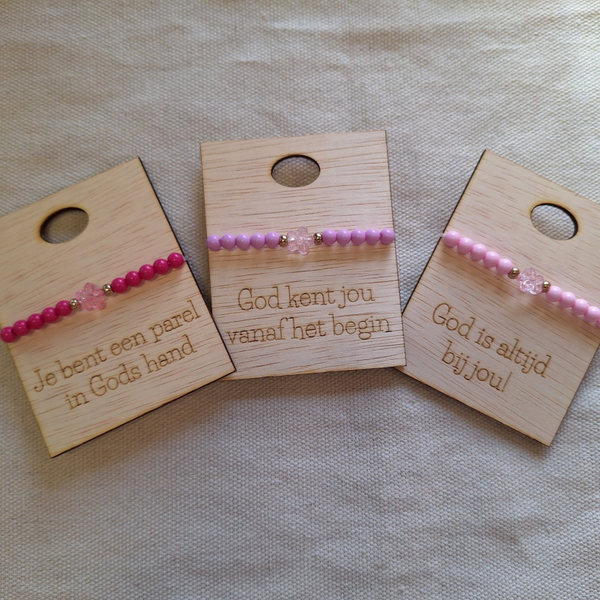 Je bent een parel
in Gods hand
God kent jou
vanaf het begin
God is altijd
bij jou!